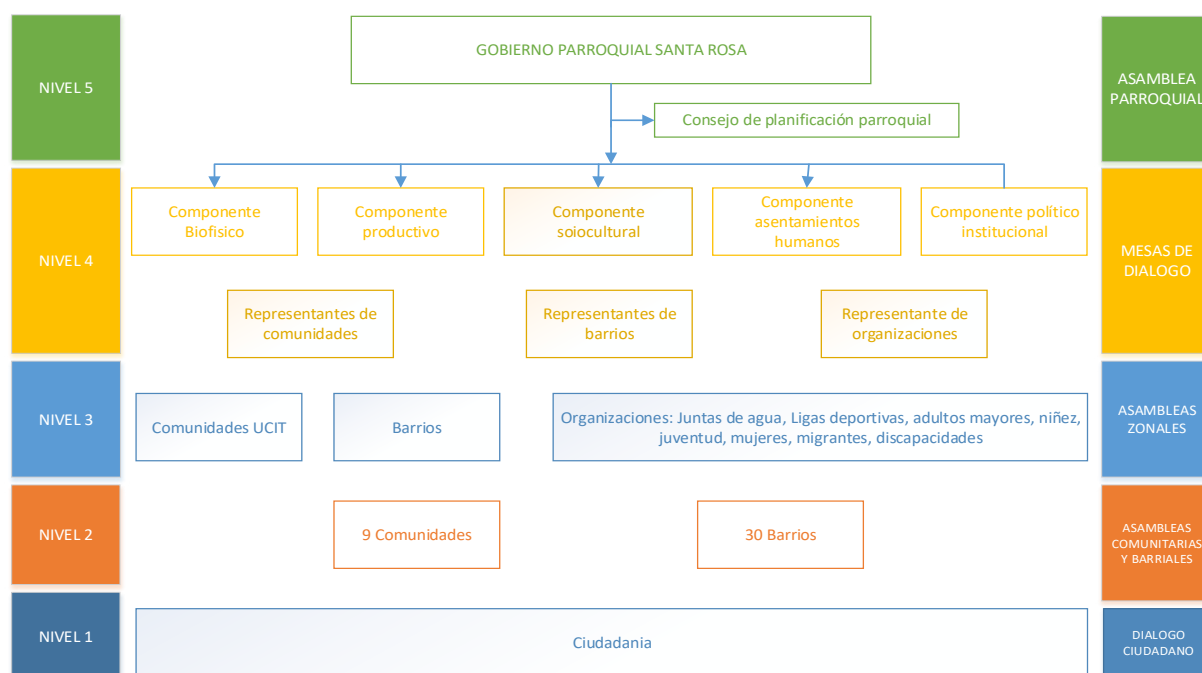 NIVEL 5
GOBIERNO PARROQUIAL SANTA ROSA
Consejo de planificación parroquial
ASAMBLEA
PARROQUIAL
NIVEL 4
Componente
Biofisico
Componente
productivo
Componente
soiocultural
Componente
asentamientos
humanos
Componente político
institucional
Representantes de
comunidades
Representantes de
barrios
Representante de
organizaciones
MESAS DE
DIALOGO
NIVEL 3
Comunidades UCIT
Barrios
Organizaciones: Juntas de agua, Ligas deportivas, adultos mayores, niñez,
juventud, mujeres, migrantes, discapacidades
ASAMBLEAS
ZONALES
NIVEL 2
9 Comunidades
30 Barrios
ASAMBLEAS
COMUNITARIAS
Y BARRIALES
NIVEL 1
Ciudadania
DIALOGO
CIUDADANO